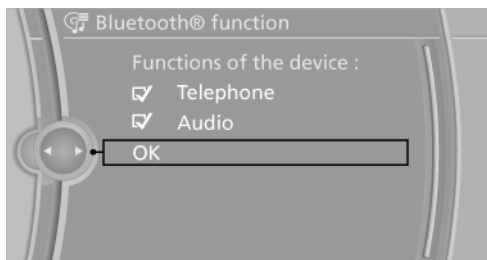 Bluetooth® function
Functions of the device :
Telephone
Audio
OK